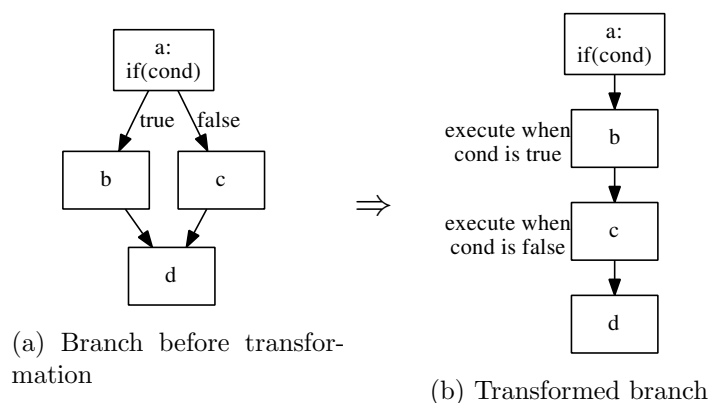 a:
if(cond)
true
false
b
c
d
(a) Branch before transfor-
mation
⇒
a:
if(cond)
execute when
cond is true
b
execute when
cond is false
c
d
(b) Transformed branch